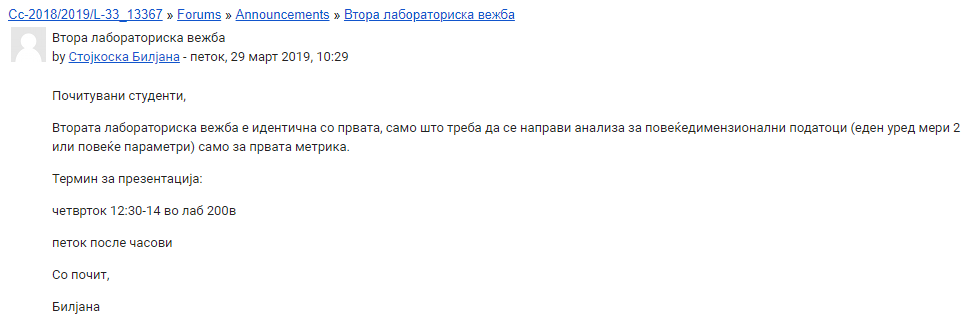 Cc-2018/2019/L-33_13367 » Forums » Announcements » Втора лабораториска вежба
Втора лабораториска вежба
by Стојкоска Билјана - петок, 29 март 2019, 10:29
Почитувани студенти,
Втората лабораториска вежба е идентична со првата, само што треба да се направи анализа за повеќедимензионални податоци (еден уред мери 2
или повеќе параметри) само за првата метрика.
Термин за презентација:
четврток 12:30-14 во лаб 200в
петок после часови
Со почит,
Билјана